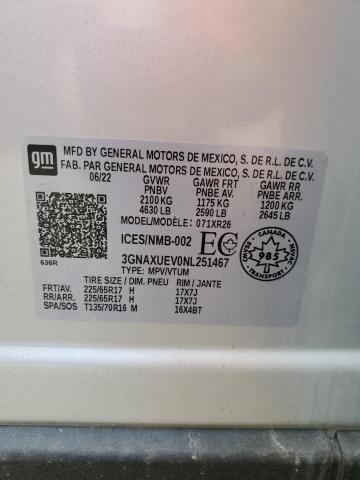 gm
MFD BY GENERAL MOTORS DE MEXICO, S. DE R.L. DE C.V.
FAB. PAR GENERAL MOTORS DE MEXICO, S. DE R.L. DE C.V.
06/22 GVWR GAWR FRT GAWR RR
PNBV PNBE AV. PNBE ARR.
2100 KG 1175 KG 1200 KG
4630 LB 2590 LB 2645 LB
MODEL/MODÈLE: 071XR26
ICES/NMB-002 EC
985
CANADA
3GNAXUEV0NL251467
636R TYPE: MPV/VTUM
TIRE SIZE / DIM. PNEU RIM / JANTE
FRT/AV. 225/65R17 H 17X7J
RR/ARR. 225/65R17 H 17X7J
SPA/SOS T135/70R16 M 16X4BT